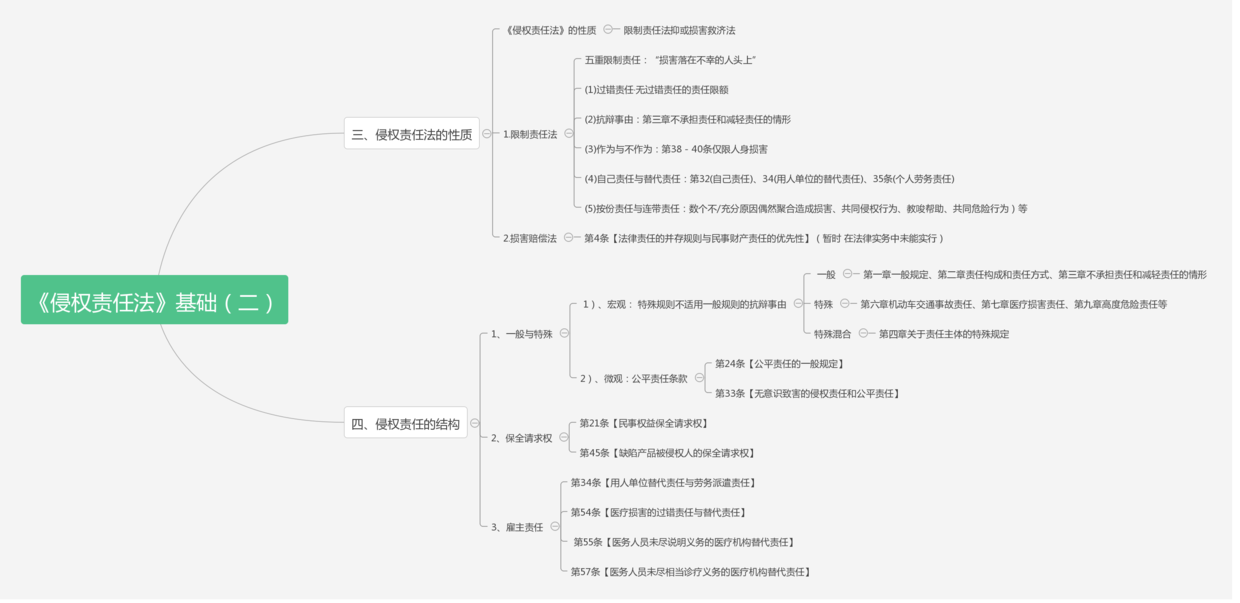 《侵权责任法》基础（二）
三、侵权责任法的性质
《侵权责任法》的性质
限制责任法抑或损害救济法
1.限制责任法
五重限制责任：“损害落在不幸的人头上”
(1)过错责任·无过错责任的责任限额
(2)抗辩事由：第三章不承担责任和减轻责任的情形
(3)作为与不作为：第38－40条仅限人身损害
(4)自己责任与替代责任：第32(自己责任)、34(用人单位的替代责任)、35条(个人劳务责任)
(5)按份责任与连带责任：数个不/充分原因偶然聚合造成损害、共同侵权行为、教唆帮助、共同危险行为）等
2.损害赔偿法
第4条【法律责任的并存规则与民事财产责任的优先性】（暂时 在法律实务中未能实行）
四、侵权责任的结构
1、一般与特殊
1）、宏观： 特殊规则不适用一般规则的抗辩事由
一般
第一章一般规定、第二章责任构成和责任方式、第三章不承担责任和减轻责任的情形
特殊
第六章机动车交通事故责任、第七章医疗损害责任、第九章高度危险责任等
特殊混合
第四章关于责任主体的特殊规定
2）、微观：公平责任条款
第24条【公平责任的一般规定】
第33条【无意识致害的侵权责任和公平责任】
2、保全请求权
第21条【民事权益保全请求权】
第45条【缺陷产品被侵权人的保全请求权】
3、雇主责任
第34条【用人单位替代责任与劳务派遣责任】
第54条【医疗损害的过错责任与替代责任】
第55条【医务人员未尽说明义务的医疗机构替代责任】
第57条【医务人员未尽相当诊疗义务的医疗机构替代责任】